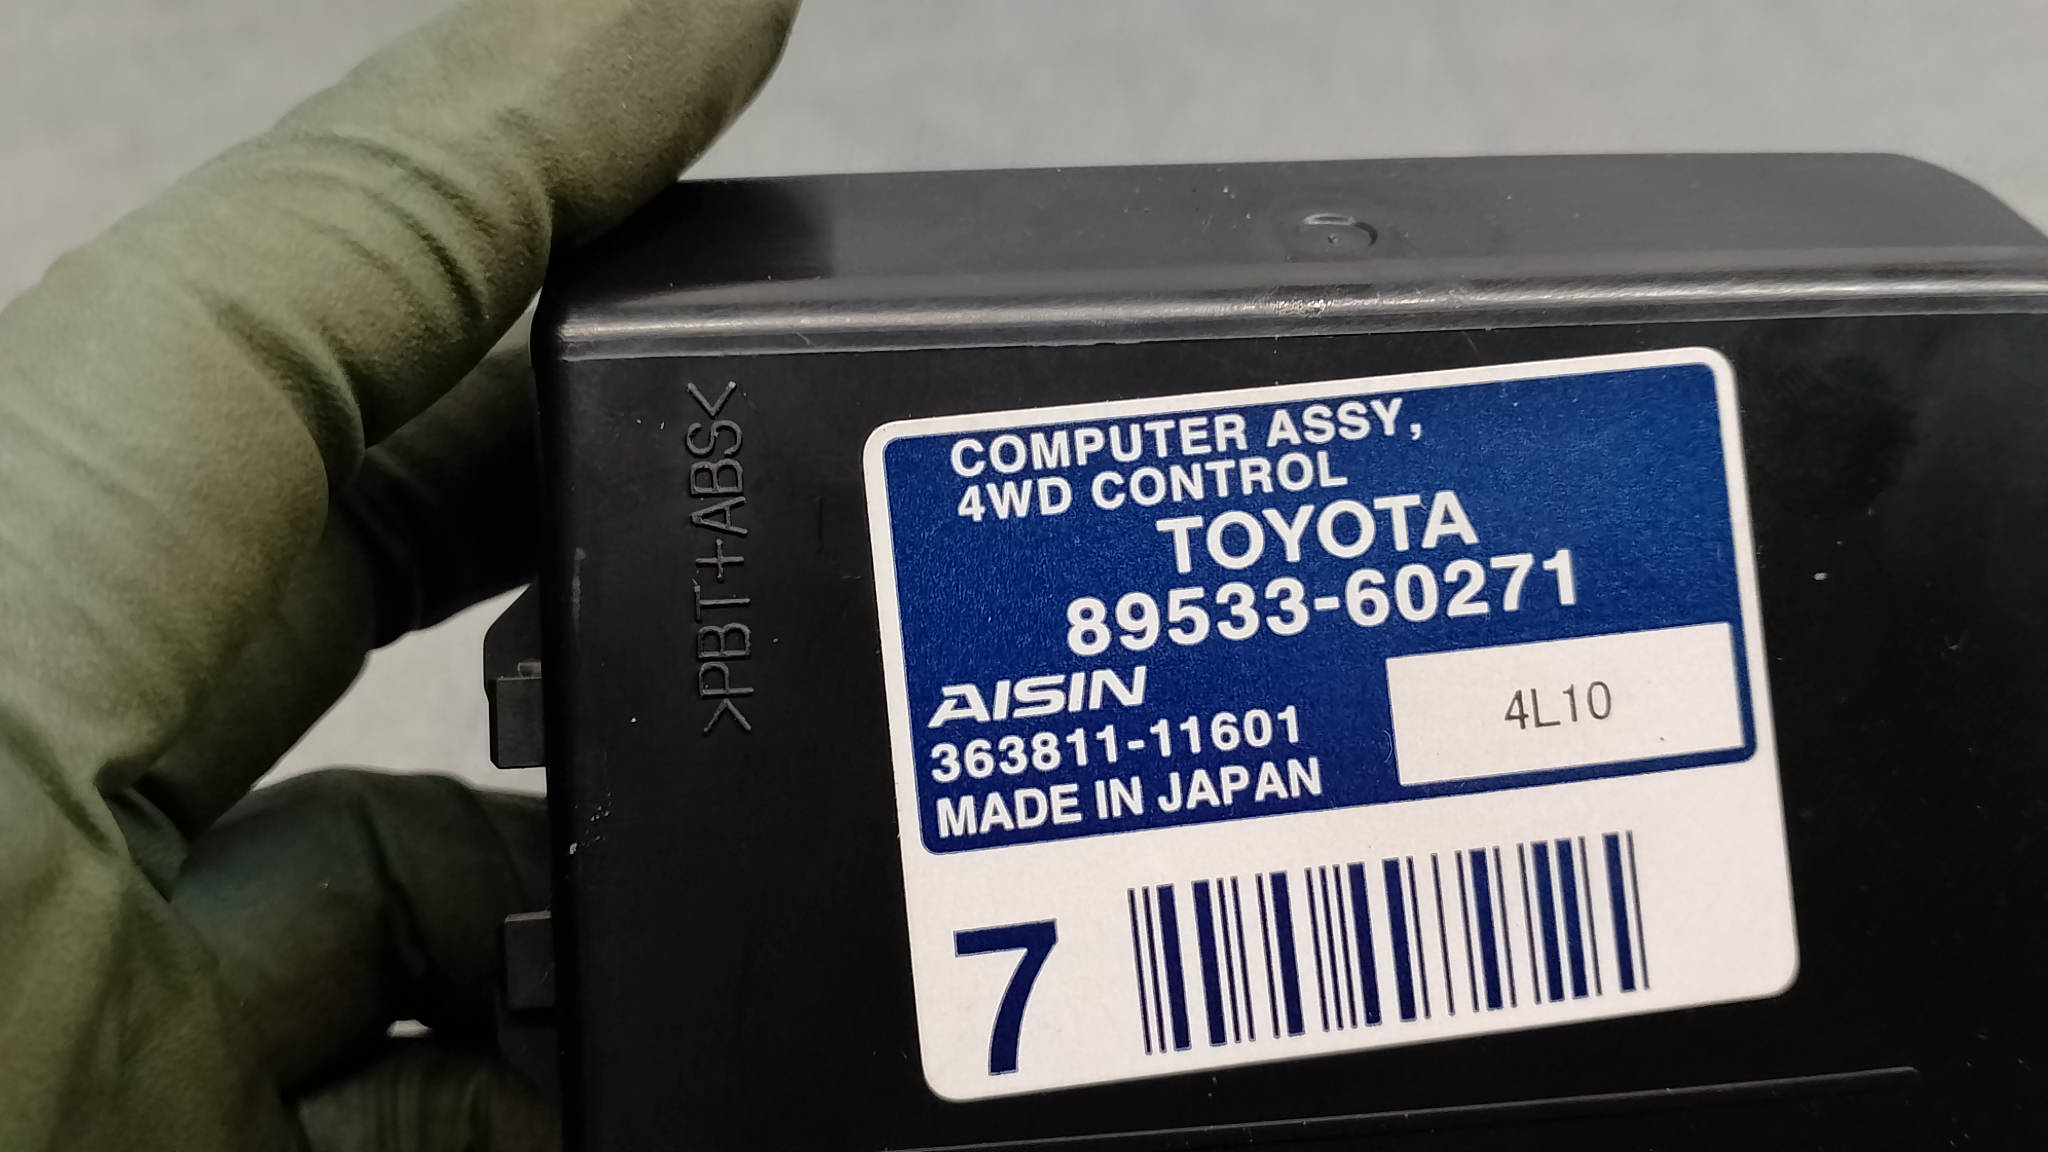 >PBT+ABS<
COMPUTER ASSY,
4WD CONTROL
TOYOTA
89533-60271
AISIN
363811-11601
MADE IN JAPAN
4L10
7